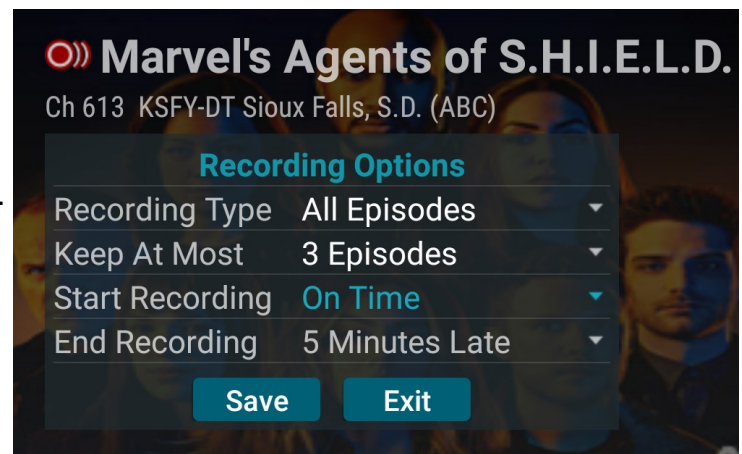 Marvel's Agents of S.H.I.E.L.D.
Ch 613 KSFY-DT Sioux Falls, S.D. (ABC)
Recording Options
Recording Type All Episodes
Keep At Most 3 Episodes
Start Recording On Time
End Recording 5 Minutes Late
Save Exit